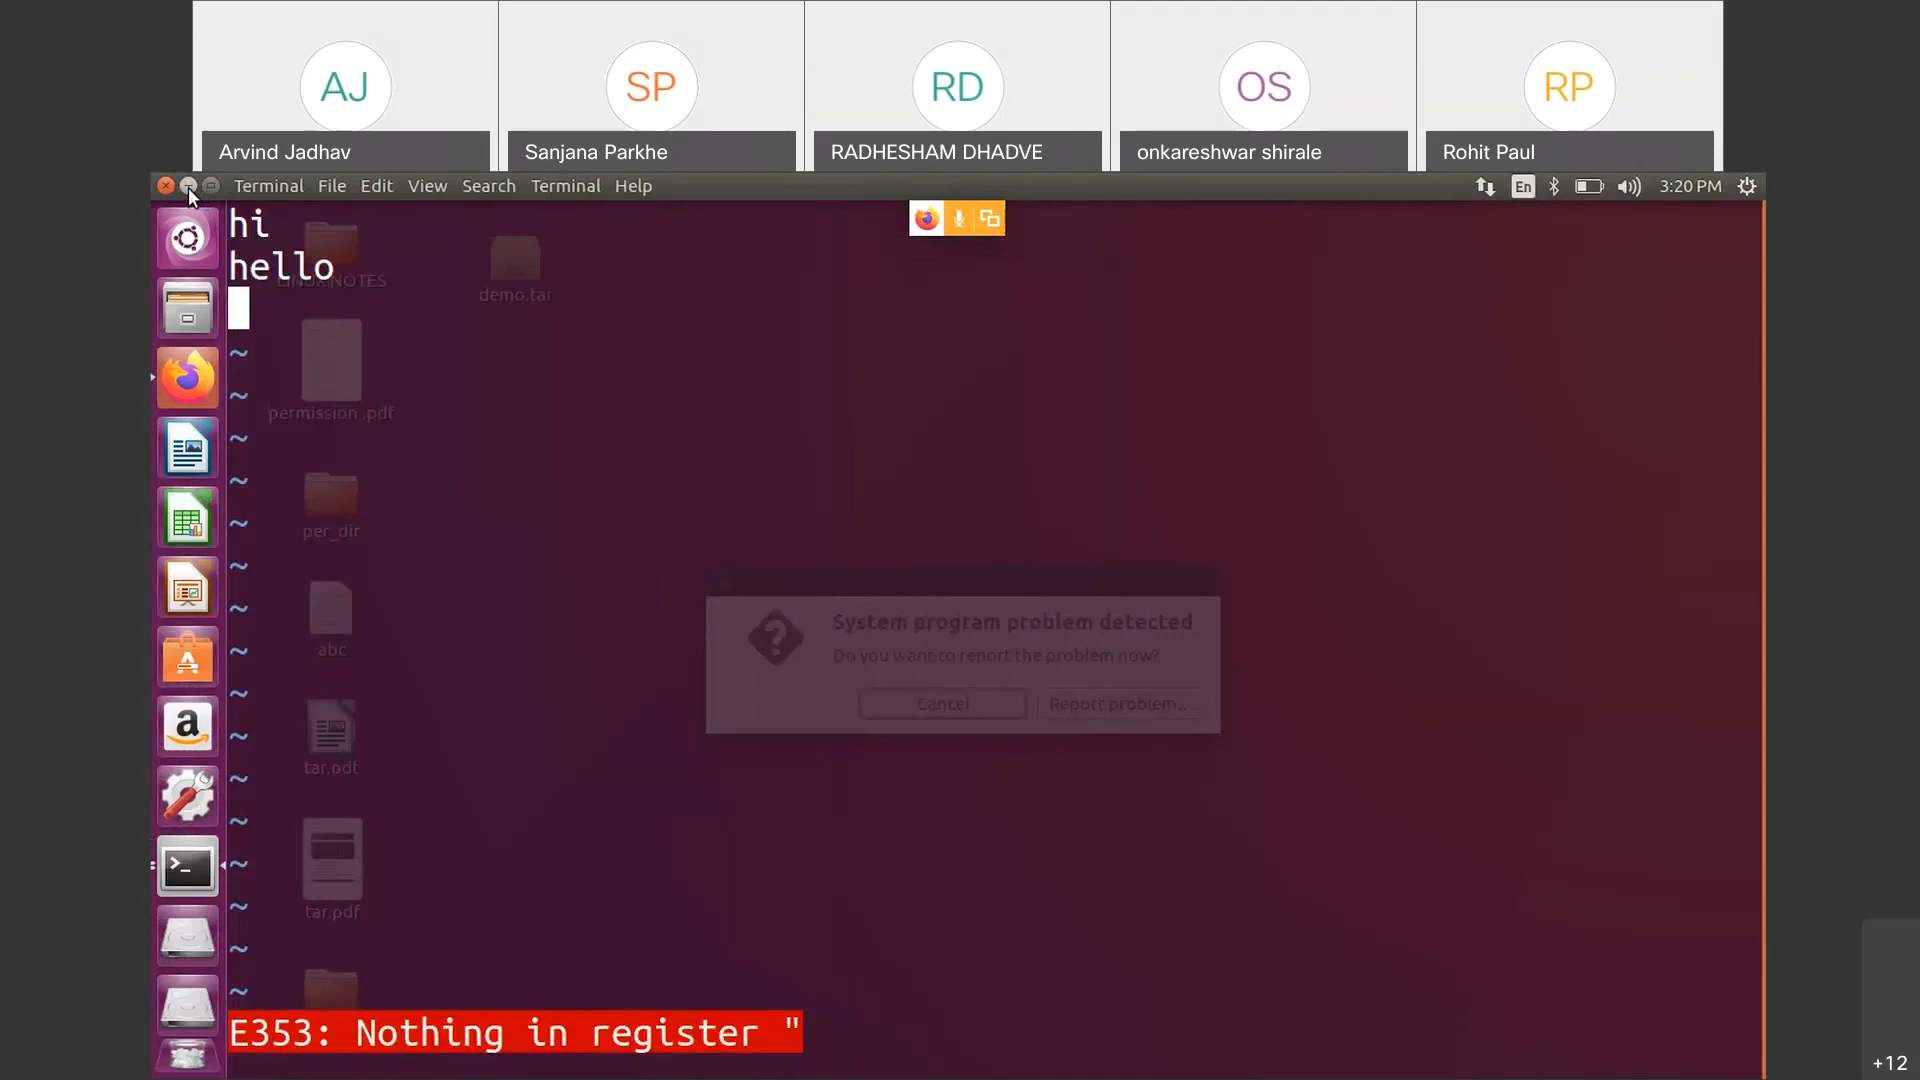 AJ SP RD OS RP
Arvind Jadhav Sanjana Parkhe RADHESHAM DHADVE onkareshwar shirale Rohit Paul
Terminal File Edit View Search Terminal Help En 3:20 PM
hi
hello
LINUX NOTES
demo.tar
~
~
permission .pdf
~
~
~
per_dir
~
~
System program problem detected
abc
~
Do you want to report the problem now?
~
Cancel Report problem...
~
tar.odt
~
~
~
a
>_
tar.pdf
~
~
~
E353: Nothing in register "
+12